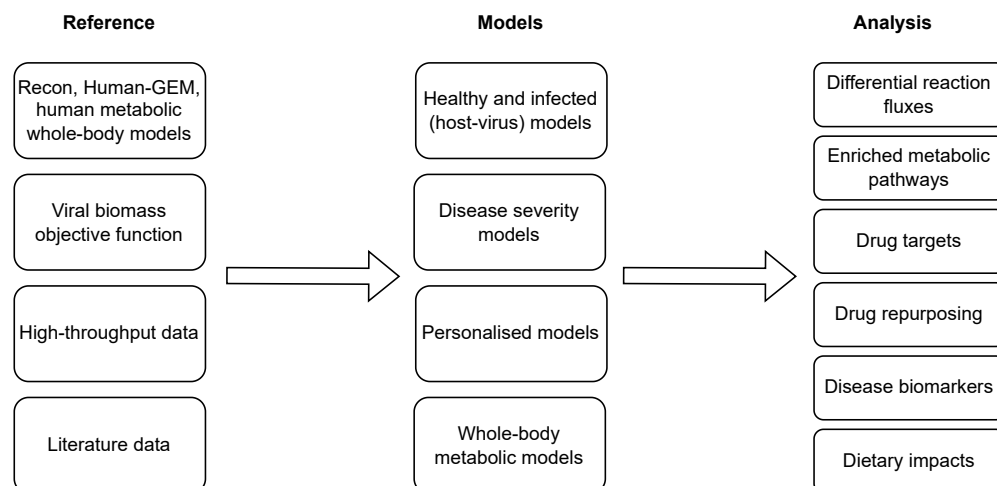 Reference
Recon, Human-GEM,
human metabolic
whole-body models
Viral biomass
objective function
High-throughput data
Literature data
Models
Healthy and infected
(host-virus) models
Disease severity
models
Personalised models
Whole-body
metabolic models
Analysis
Differential reaction
fluxes
Enriched metabolic
pathways
Drug targets
Drug repurposing
Disease biomarkers
Dietary impacts